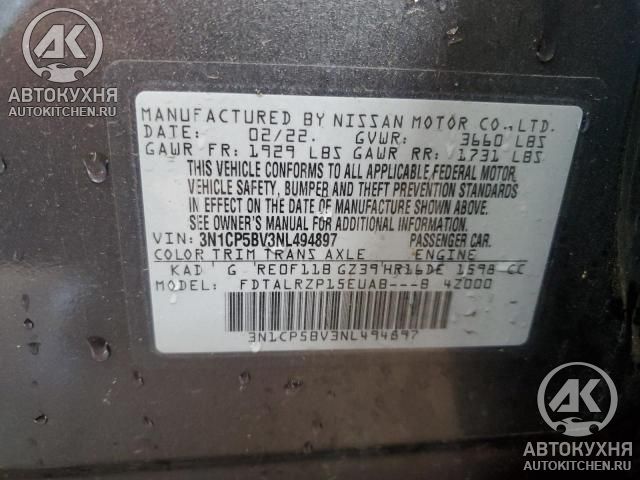 AK
АВТОКУХНЯ
AUTOKITCHEN.RU
MANUFACTURED BY NISSAN MOTOR CO., LTD.
DATE: 02/22. GVWR: 3660 LBS
GAWR FR: 1929 LBS GAWR RR: 1731 LBS
THIS VEHICLE CONFORMS TO ALL APPLICABLE FEDERAL MOTOR
VEHICLE SAFETY, BUMPER AND THEFT PREVENTION STANDARDS
IN EFFECT ON THE DATE OF MANUFACTURE SHOWN ABOVE.
SEE OWNER'S MANUAL FOR ADDITIONAL INFORMATION.
VIN: 3N1CP5BV3NL494897 PASSENGER CAR.
COLOR TRIM TRANS AXLE ENGINE
KAD G RE0F11B GZ39 HR16DE 1598 CC
MODEL: FDTALRZP15EUAB---B 4Z000
3N1CP5BV3NL494897
AK
АВТОКУХНЯ
AUTOKITCHEN.RU